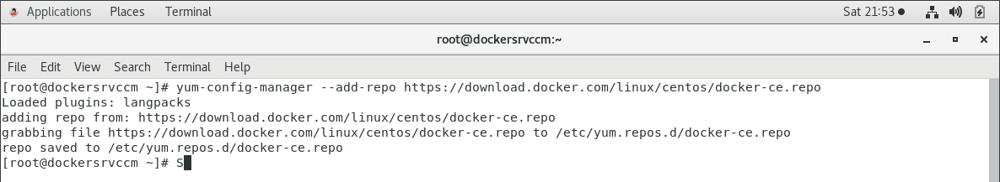 Applications Places Terminal Sat 21:53
root@dockersrvccm:~
File Edit View Search Terminal Help
[root@dockersrvccm ~]# yum-config-manager --add-repo https://download.docker.com/linux/centos/docker-ce.repo
Loaded plugins: langpacks
adding repo from: https://download.docker.com/linux/centos/docker-ce.repo
grabbing file https://download.docker.com/linux/centos/docker-ce.repo to /etc/yum.repos.d/docker-ce.repo
repo saved to /etc/yum.repos.d/docker-ce.repo
[root@dockersrvccm ~]# S